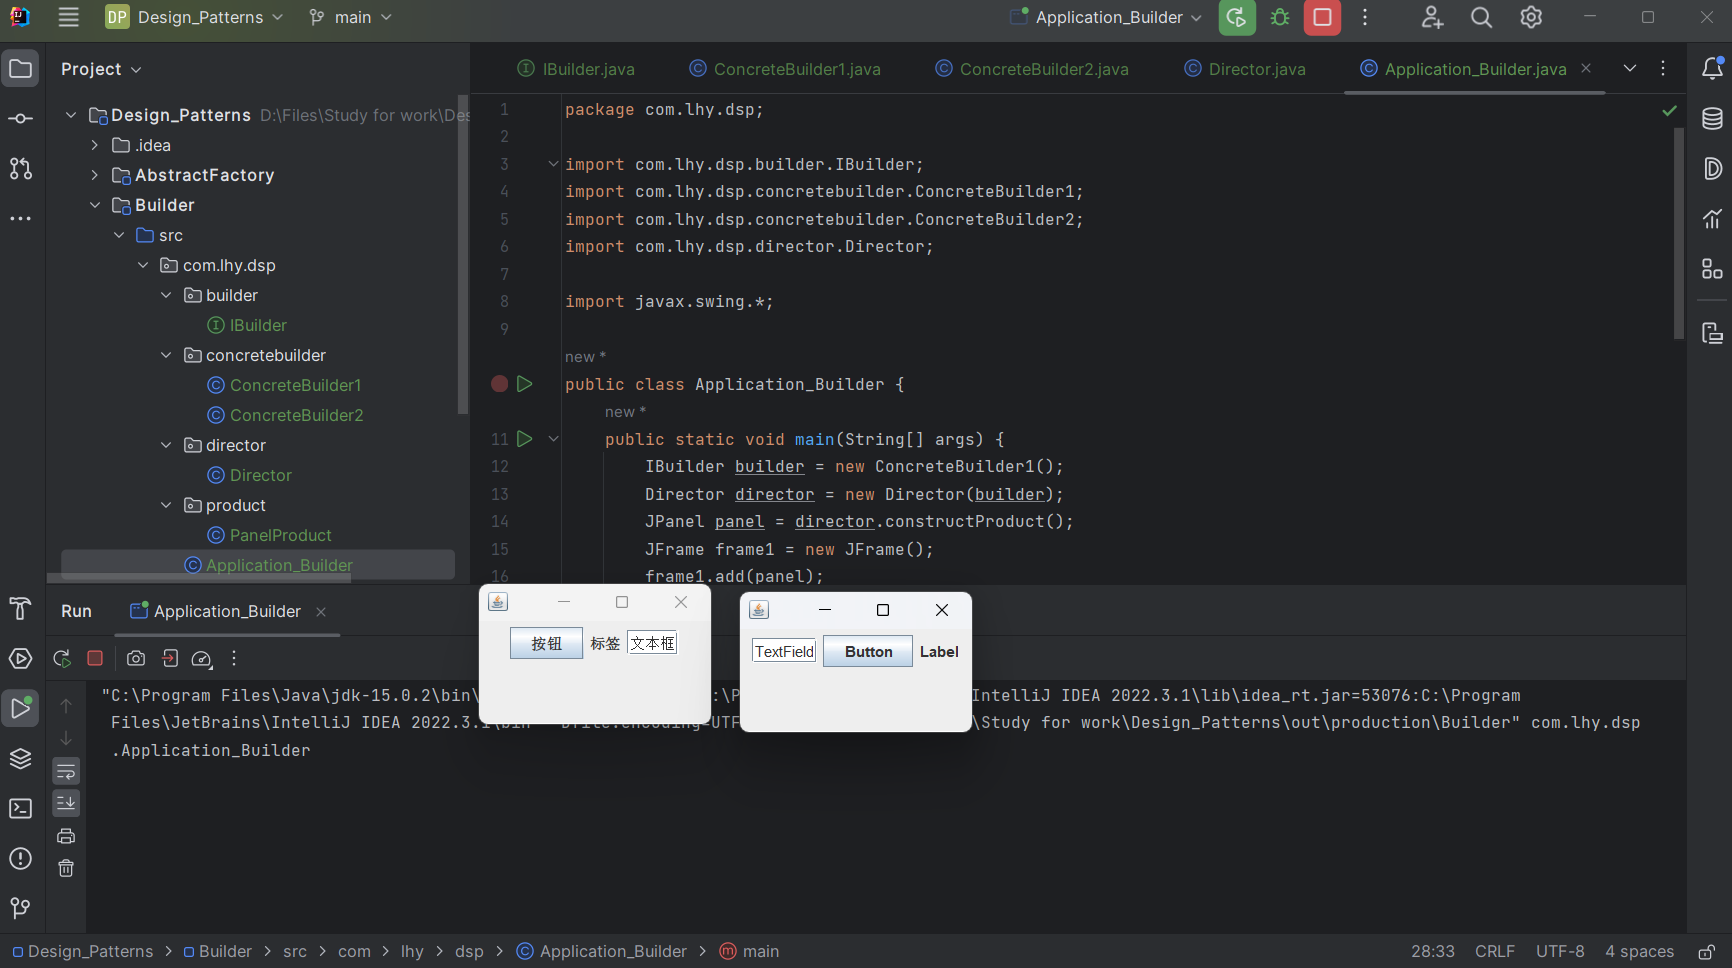 DP Design_Patterns main Application_Builder
Project
IBuilder.java ConcreteBuilder1.java ConcreteBuilder2.java Director.java Application_Builder.java
Design_Patterns D:\Files\Study for work\Des
.idea
AbstractFactory
Builder
src
com.lhy.dsp
builder
IBuilder
concretebuilder
ConcreteBuilder1
ConcreteBuilder2
director
Director
product
PanelProduct
Application_Builder
1 package com.lhy.dsp;
2
3 import com.lhy.dsp.builder.IBuilder;
4 import com.lhy.dsp.concretebuilder.ConcreteBuilder1;
5 import com.lhy.dsp.concretebuilder.ConcreteBuilder2;
6 import com.lhy.dsp.director.Director;
7
8 import javax.swing.*;
9
new *
public class Application_Builder {
new *
11 public static void main(String[] args) {
12 IBuilder builder = new ConcreteBuilder1();
13 Director director = new Director(builder);
14 JPanel panel = director.constructProduct();
15 JFrame frame1 = new JFrame();
16 frame1.add(panel);
Run Application_Builder
按钮 标签 文本框
TextField Button Label
"C:\Program Files\Java\jdk-15.0.2\bin\ :\P IntelliJ IDEA 2022.3.1\lib\idea_rt.jar=53076:C:\Program
Files\JetBrains\IntelliJ IDEA 2022.3.1\bin" -Dfile.encoding=UTF \Study for work\Design_Patterns\out\production\Builder" com.lhy.dsp
.Application_Builder
Design_Patterns > Builder > src > com > lhy > dsp > Application_Builder > main 28:33 CRLF UTF-8 4 spaces